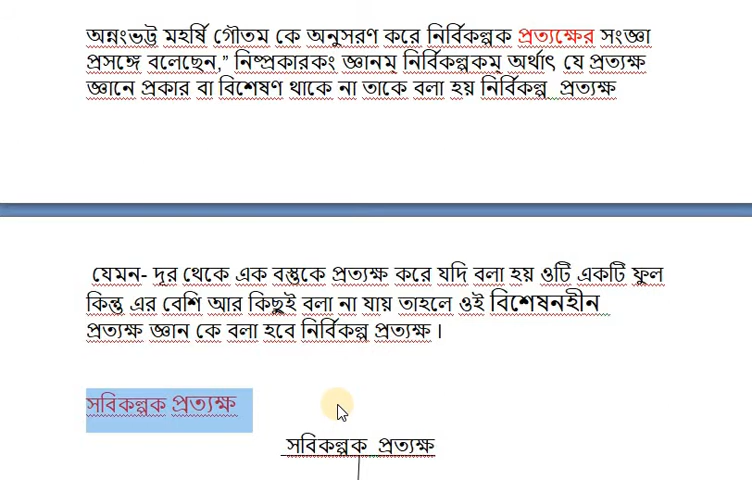 অন্নংভট্ট মহর্ষি গৌতম কে অনুসরণ করে নির্বিকল্পক প্রত্যক্ষের সংজ্ঞা
প্রসঙ্গে বলেছেন,” নিষ্প্রকারকং জ্ঞানম্ নির্বিকল্পকম্ অর্থাৎ যে প্রত্যক্ষ
জ্ঞানে প্রকার বা বিশেষণ থাকে না তাকে বলা হয় নির্বিকল্প প্রত্যক্ষ
যেমন- দূর থেকে এক বস্তুকে প্রত্যক্ষ করে যদি বলা হয় ওটি একটি ফুল
কিন্তু এর বেশি আর কিছুই বলা না যায় তাহলে ওই বিশেষনহীন
প্রত্যক্ষ জ্ঞান কে বলা হবে নির্বিকল্প প্রত্যক্ষ ।
সবিকল্পক প্রত্যক্ষ
সবিকল্পক প্রত্যক্ষ